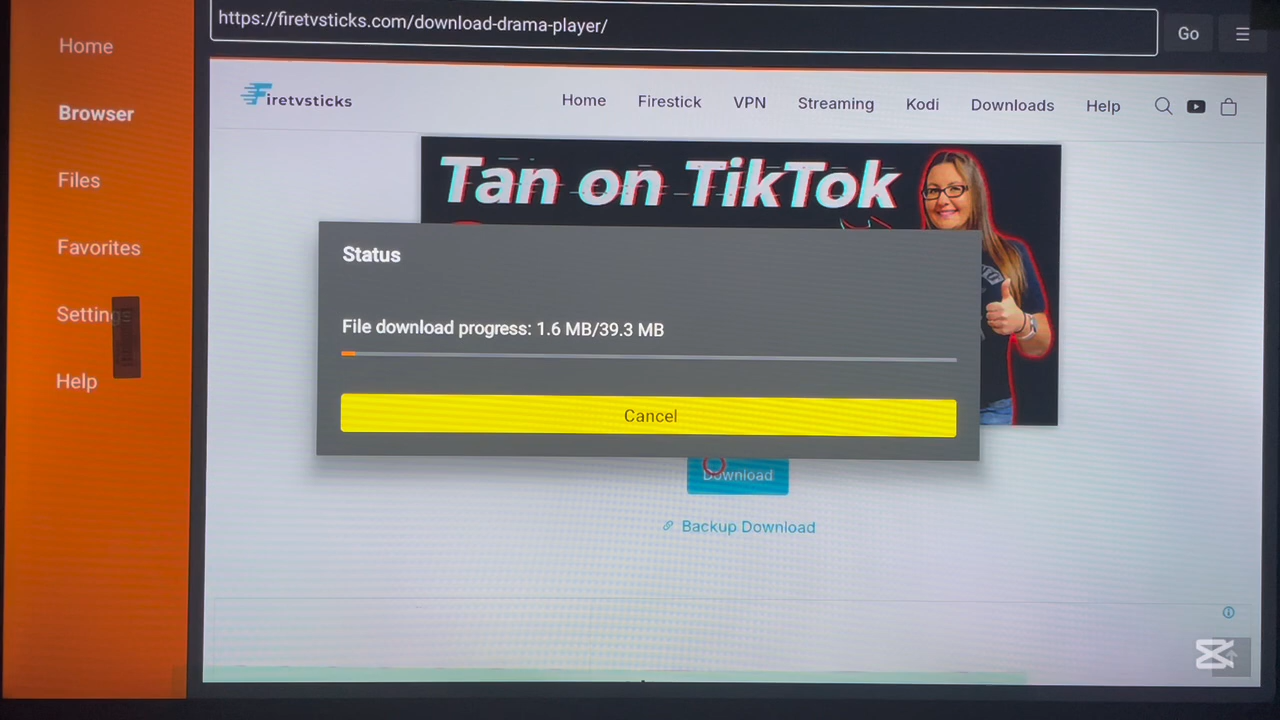 https://firetvsticks.com/download-drama-player/
Go
Home
Browser
Files
Favorites
Settings
Help
Firetvsticks
Home Firestick VPN Streaming Kodi Downloads Help
Tan on TikTok
Status
File download progress: 1.6 MB/39.3 MB
Cancel
Download
Backup Download